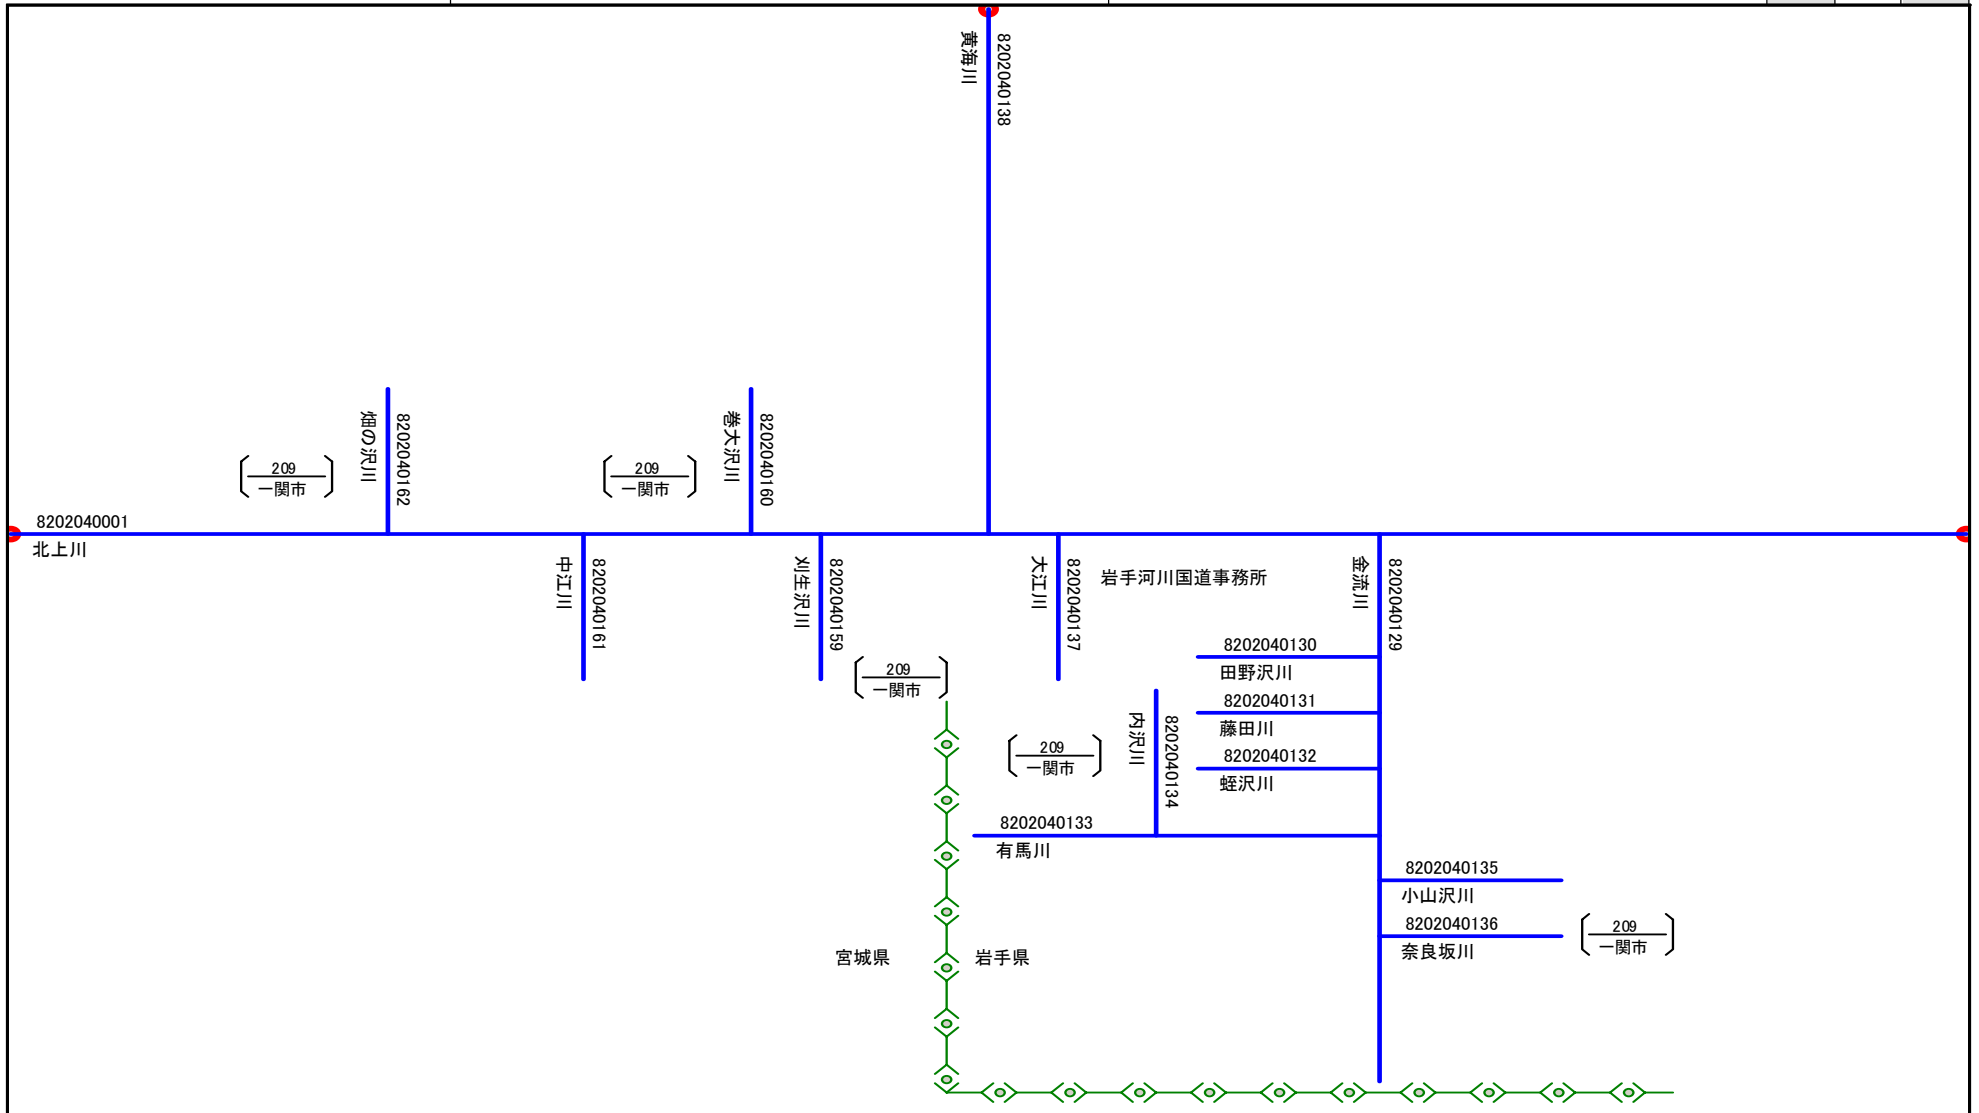 黄海川
8202040138
畑の沢川
8202040162
209
一関市
巻大沢川
8202040160
209
一関市
8202040001
北上川
中江川
8202040161
刈生沢川
8202040159
209
一関市
大江川
8202040137
岩手河川国道事務所
金流川
8202040129
8202040130
田野沢川
8202040131
藤田川
8202040132
蛭沢川
内沢川
8202040134
209
一関市
8202040133
有馬川
8202040135
小山沢川
8202040136
奈良坂川
209
一関市
宮城県
岩手県